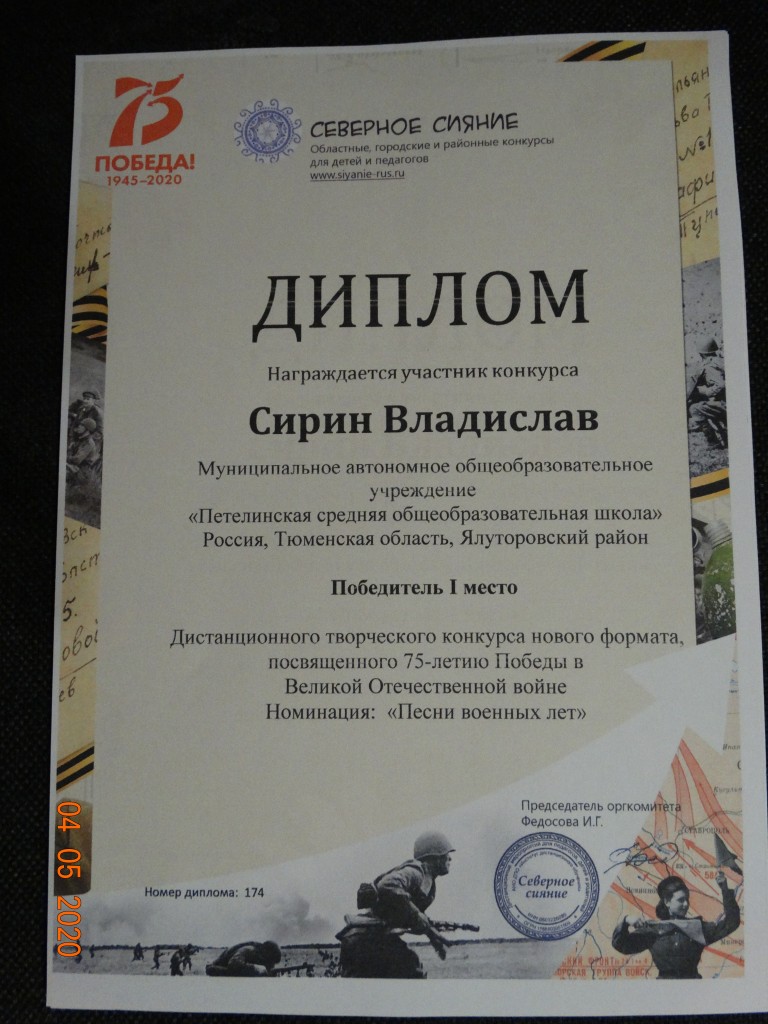 75
ПОБЕДА!
1945–2020
СЕВЕРНОЕ СИЯНИЕ
Областные, городские и районные конкурсы
для детей и педагогов
www.siyanie-rus.ru
ДИПЛОМ
Награждается участник конкурса
Сирин Владислав
Муниципальное автономное общеобразовательное
учреждение
«Петелинская средняя общеобразовательная школа»
Россия, Тюменская область, Ялуторовский район
Победитель I место
Дистанционного творческого конкурса нового формата,
посвященного 75-летию Победы в
Великой Отечественной войне
Номинация: «Песни военных лет»
Председатель оргкомитета
Федосова И.Г.
Северное
сияние
Номер диплома: 174
СТАВРОПОЛЬ
04 05 2020